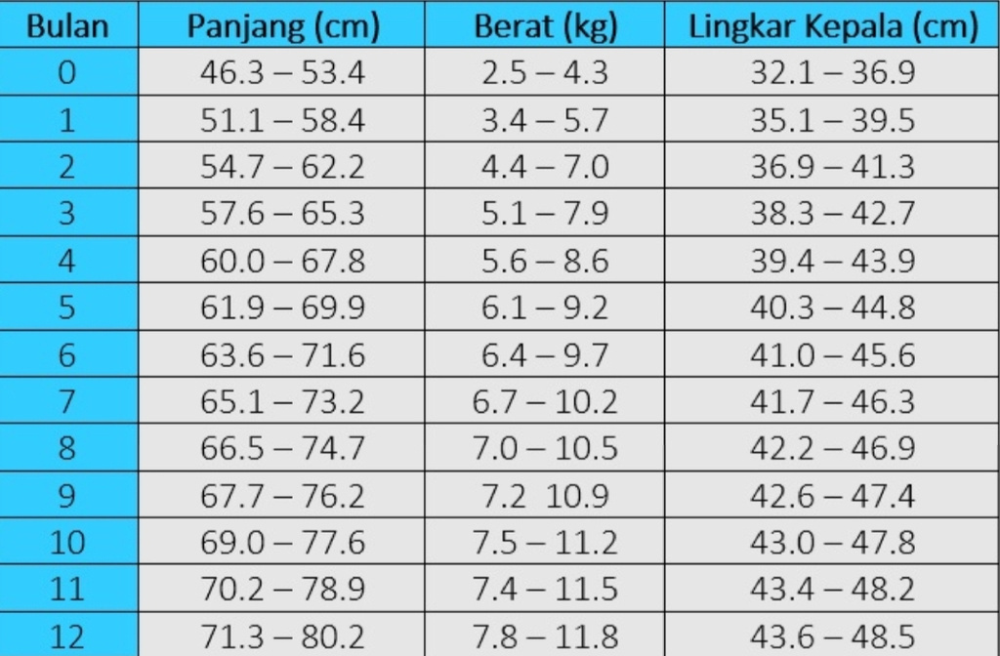 Bulan Panjang (cm) Berat (kg) Lingkar Kepala (cm)
0 46.3 – 53.4 2.5 – 4.3 32.1 – 36.9
1 51.1 – 58.4 3.4 – 5.7 35.1 – 39.5
2 54.7 – 62.2 4.4 – 7.0 36.9 – 41.3
3 57.6 – 65.3 5.1 – 7.9 38.3 – 42.7
4 60.0 – 67.8 5.6 – 8.6 39.4 – 43.9
5 61.9 – 69.9 6.1 – 9.2 40.3 – 44.8
6 63.6 – 71.6 6.4 – 9.7 41.0 – 45.6
7 65.1 – 73.2 6.7 – 10.2 41.7 – 46.3
8 66.5 – 74.7 7.0 – 10.5 42.2 – 46.9
9 67.7 – 76.2 7.2 10.9 42.6 – 47.4
10 69.0 – 77.6 7.5 – 11.2 43.0 – 47.8
11 70.2 – 78.9 7.4 – 11.5 43.4 – 48.2
12 71.3 – 80.2 7.8 – 11.8 43.6 – 48.5